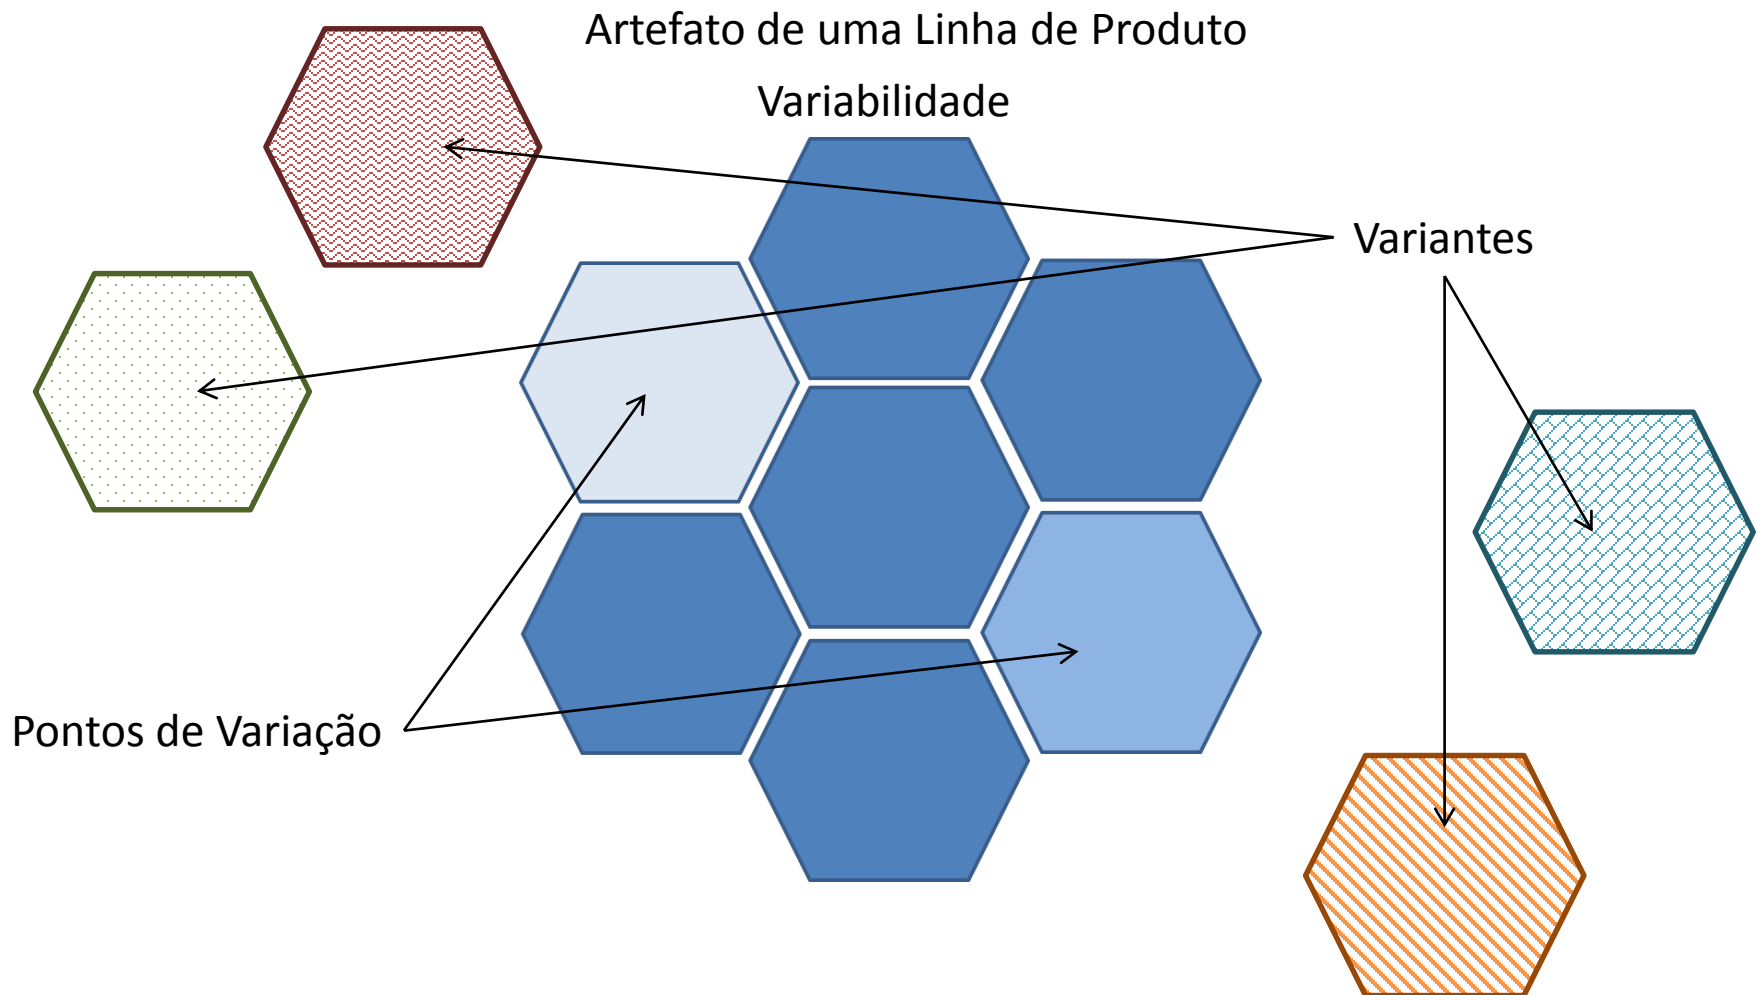 Artefato de uma Linha de Produto
Variabilidade
Variantes
Pontos de Variação